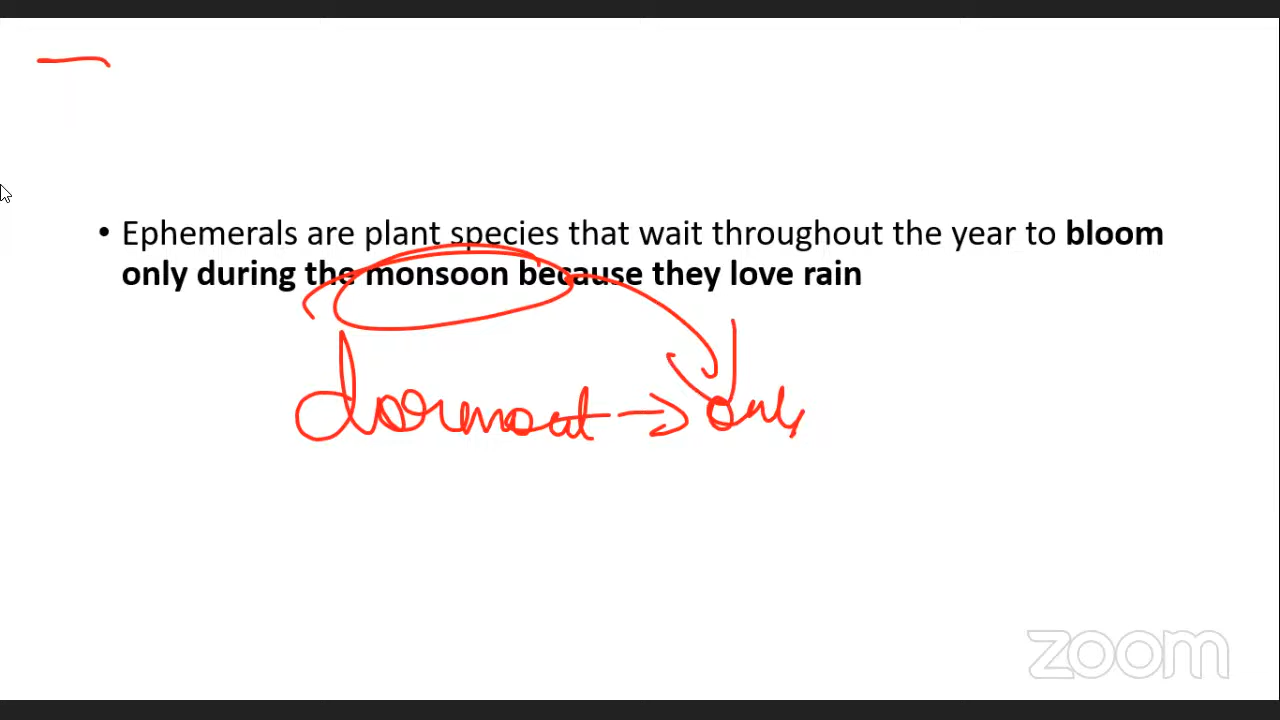 • Ephemerals are plant species that wait throughout the year to bloom
only during the monsoon because they love rain
dormant → only
zoom